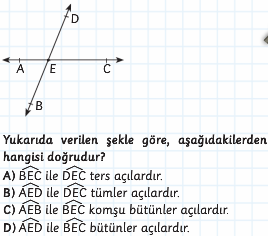 D
A E C
B
Yukarıda verilen şekle göre, aşağıdakilerden
hangisi doğrudur?
A) BEC ile DEC ters açılardır.
B) AED ile DEC tümler açılardır.
C) AEB ile BEC komşu bütünler açılardır.
D) AED ile BEC bütünler açılardır.